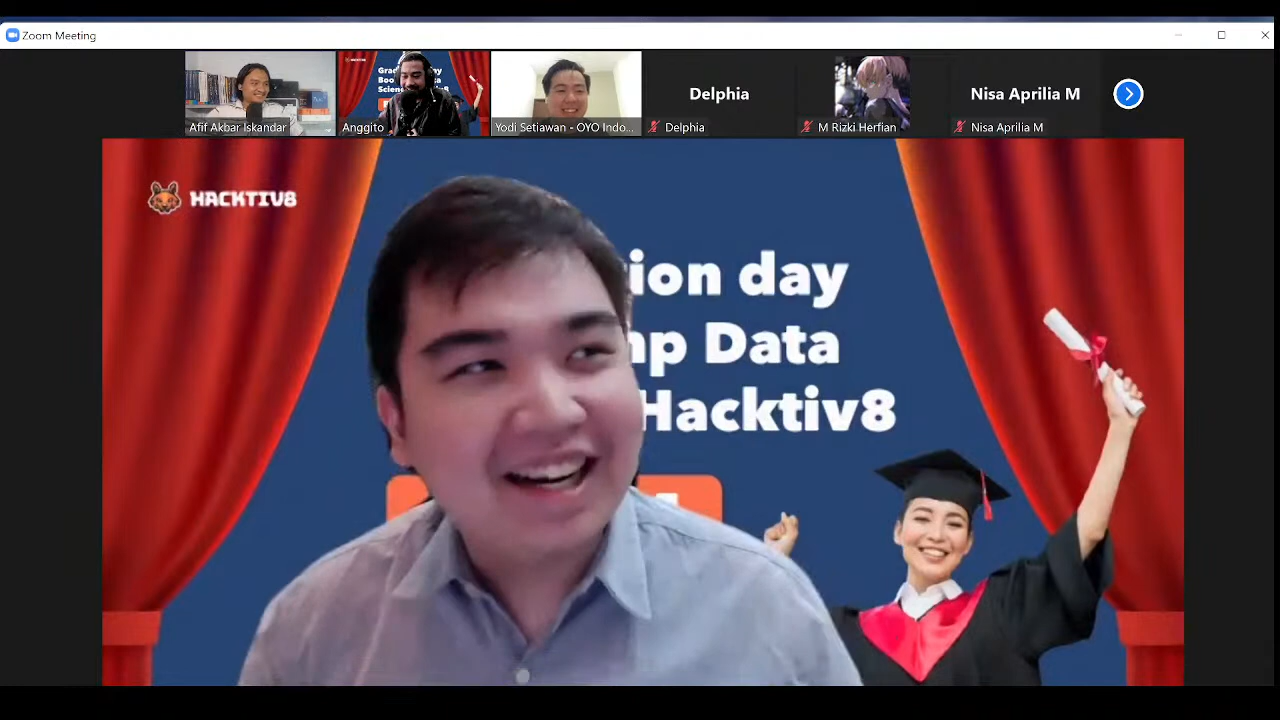 Zoom Meeting
Delphia
Nisa Aprilia M
Afif Akbar Iskandar
Anggito
Yodi Setiawan - OYO Indo...
Delphia
M Rizki Herfian
Nisa Aprilia M
HACKTIV8
ion day
mp Data
Hacktiv8